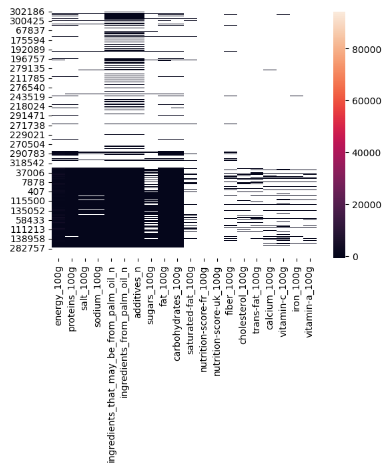 302186
300425
67837
175594
192089
196757
279135
211785
276540
243519
218024
291471
271738
229021
270504
290783
318542
37006
7878
407
115500
135052
58433
111213
138958
282757
80000
60000
40000
20000
0
energy_100g
proteins_100g
salt_100g
sodium_100g
ingredients_that_may_be_from_palm_oil_n
ingredients_from_palm_oil_n
additives_n
sugars_100g
fat_100g
carbohydrates_100g
saturated-fat_100g
nutrition-score-fr_100g
nutrition-score-uk_100g
fiber_100g
cholesterol_100g
trans-fat_100g
calcium_100g
vitamin-c_100g
iron_100g
vitamin-a_100g